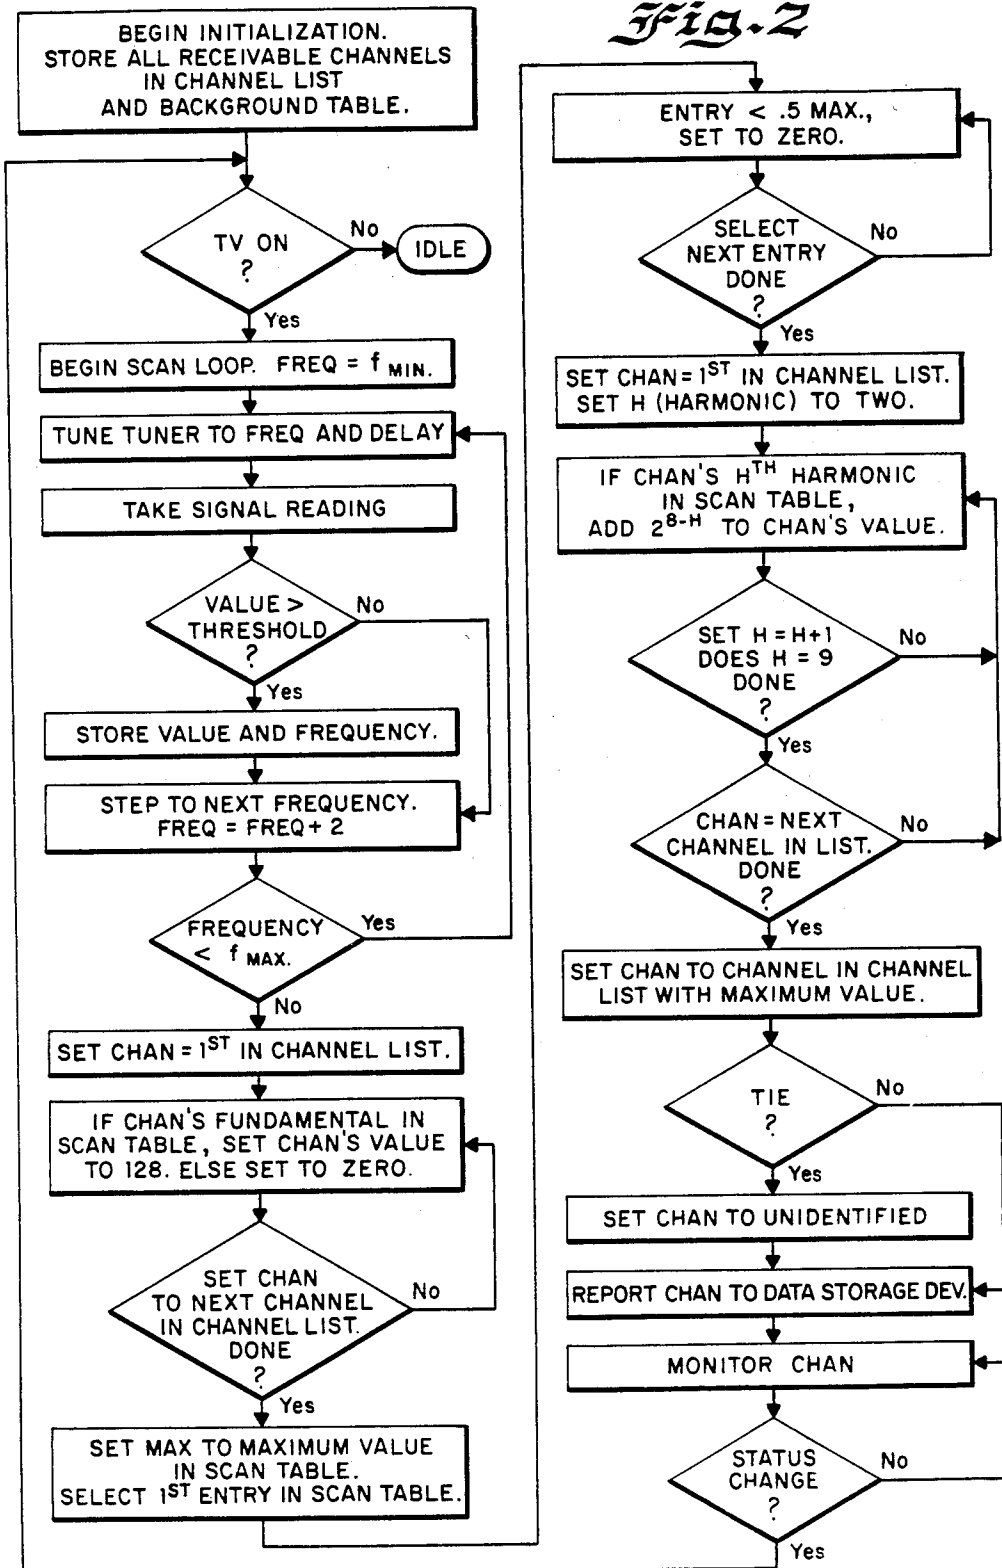 Fig. 2
BEGIN INITIALIZATION.
STORE ALL RECEIVABLE CHANNELS
IN CHANNEL LIST
AND BACKGROUND TABLE.
TV ON
?
No
IDLE
Yes
BEGIN SCAN LOOP. FREQ = f MIN.
TUNE TUNER TO FREQ AND DELAY
TAKE SIGNAL READING
VALUE >
THRESHOLD
?
No
Yes
STORE VALUE AND FREQUENCY.
STEP TO NEXT FREQUENCY.
FREQ = FREQ + 2
FREQUENCY
< f MAX.
Yes
No
SET CHAN = 1ST IN CHANNEL LIST.
IF CHAN'S FUNDAMENTAL IN
SCAN TABLE, SET CHAN'S VALUE
TO 128. ELSE SET TO ZERO.
SET CHAN
TO NEXT CHANNEL
IN CHANNEL LIST.
DONE
?
No
Yes
SET MAX TO MAXIMUM VALUE
IN SCAN TABLE.
SELECT 1ST ENTRY IN SCAN TABLE.
ENTRY < .5 MAX.,
SET TO ZERO.
SELECT
NEXT ENTRY
DONE
?
No
Yes
SET CHAN = 1ST IN CHANNEL LIST.
SET H (HARMONIC) TO TWO.
IF CHAN'S HTH HARMONIC
IN SCAN TABLE,
ADD 2^8-H TO CHAN'S VALUE.
SET H = H+1
DOES H = 9
DONE
?
No
Yes
CHAN = NEXT
CHANNEL IN LIST.
DONE
?
No
Yes
SET CHAN TO CHANNEL IN CHANNEL
LIST WITH MAXIMUM VALUE.
TIE
?
No
Yes
SET CHAN TO UNIDENTIFIED
REPORT CHAN TO DATA STORAGE DEV.
MONITOR CHAN
STATUS
CHANGE
?
No
Yes